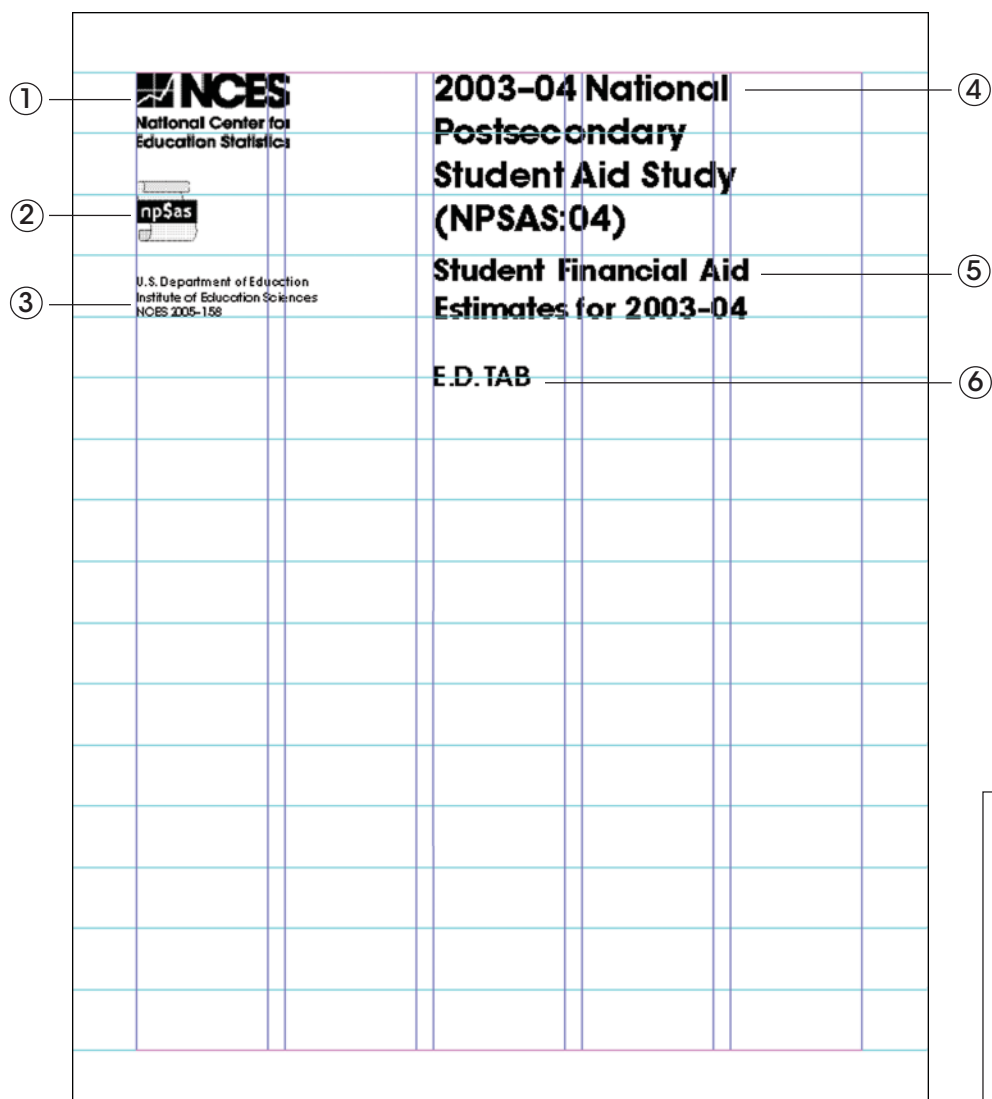 ①
NCES
National Center for
Education Statistics
②
npSas
U.S. Department of Education
Institute of Education Sciences
③
NCES 2005–158
2003–04 National
④
Postsecondary
Student Aid Study
(NPSAS:04)
Student Financial Aid
⑤
Estimates for 2003–04
E.D. TAB
⑥